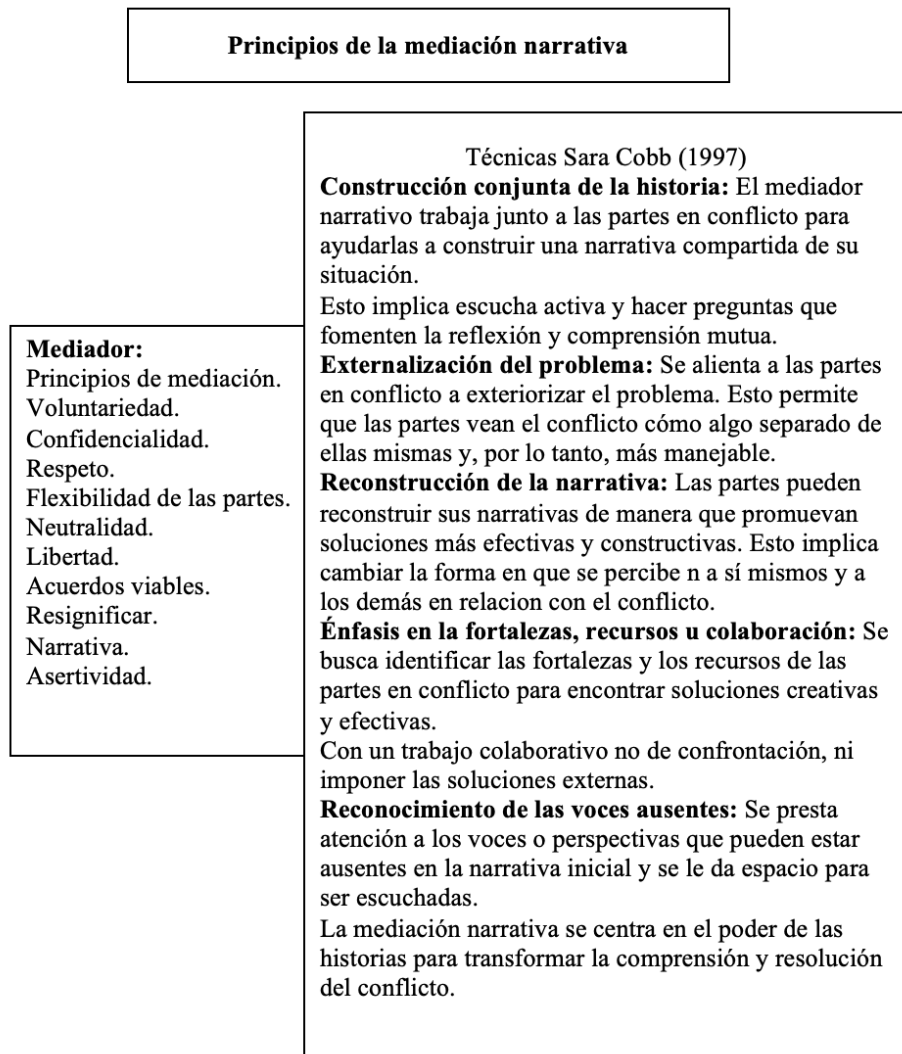 Principios de la mediación narrativa
Técnicas Sara Cobb (1997)
Construcción conjunta de la historia: El mediador
narrativo trabaja junto a las partes en conflicto para
ayudarlas a construir una narrativa compartida de su
situación.
Esto implica escucha activa y hacer preguntas que
fomenten la reflexión y comprensión mutua.
Externalización del problema: Se alienta a las partes
en conflicto a exteriorizar el problema. Esto permite
que las partes vean el conflicto cómo algo separado de
ellas mismas y, por lo tanto, más manejable.
Reconstrucción de la narrativa: Las partes pueden
reconstruir sus narrativas de manera que promuevan
soluciones más efectivas y constructivas. Esto implica
cambiar la forma en que se percibe n a sí mismos y a
los demás en relacion con el conflicto.
Énfasis en la fortalezas, recursos u colaboración: Se
busca identificar las fortalezas y los recursos de las
partes en conflicto para encontrar soluciones creativas
y efectivas.
Con un trabajo colaborativo no de confrontación, ni
imponer las soluciones externas.
Reconocimiento de las voces ausentes: Se presta
atención a los voces o perspectivas que pueden estar
ausentes en la narrativa inicial y se le da espacio para
ser escuchadas.
La mediación narrativa se centra en el poder de las
historias para transformar la comprensión y resolución
del conflicto.
Mediador:
Principios de mediación.
Voluntariedad.
Confidencialidad.
Respeto.
Flexibilidad de las partes.
Neutralidad.
Libertad.
Acuerdos viables.
Resignificar.
Narrativa.
Asertividad.